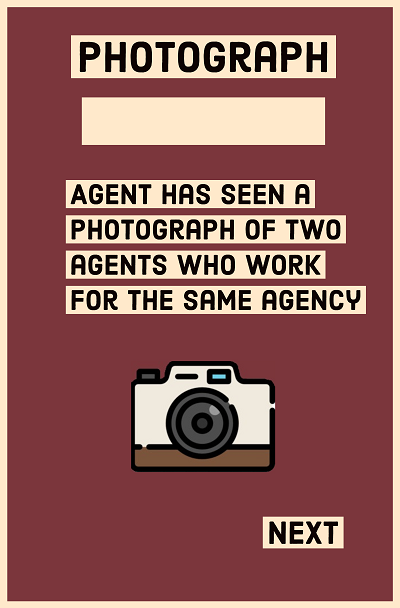 PHOTOGRAPH
AGENT HAS SEEN A
PHOTOGRAPH OF TWO
AGENTS WHO WORK
FOR THE SAME AGENCY
NEXT